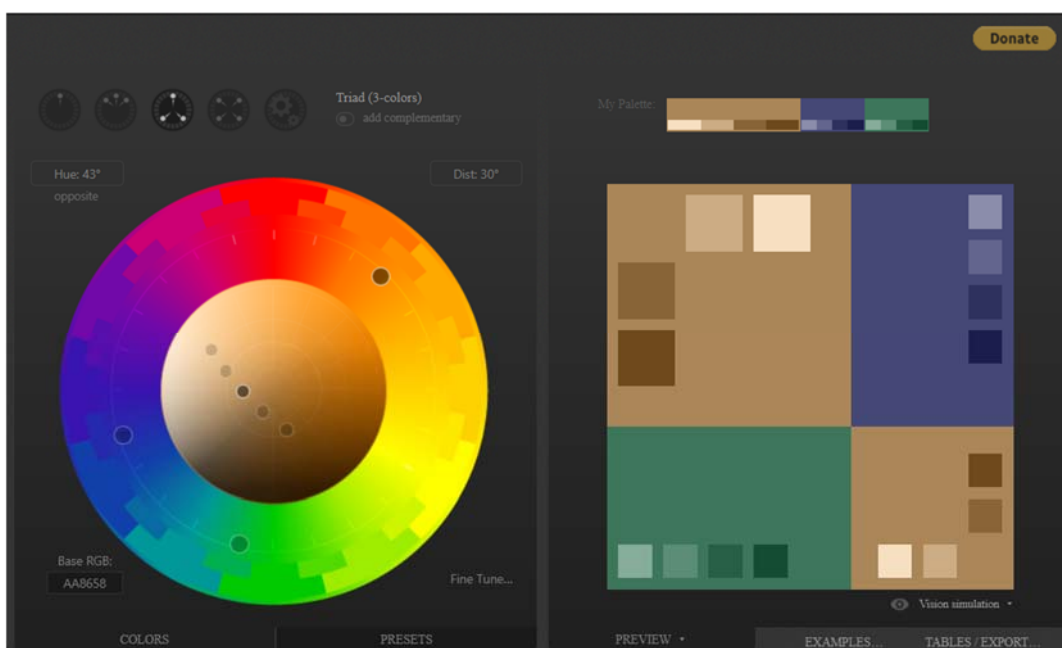 Donate
Triad (3-colors)
add complementary
My Palette:
Hue: 43°
opposite
Dist: 30°
Base RGB:
AA8658
Fine Tune...
Vision simulation
COLORS
PRESETS
PREVIEW
EXAMPLES...
TABLES / EXPORT...